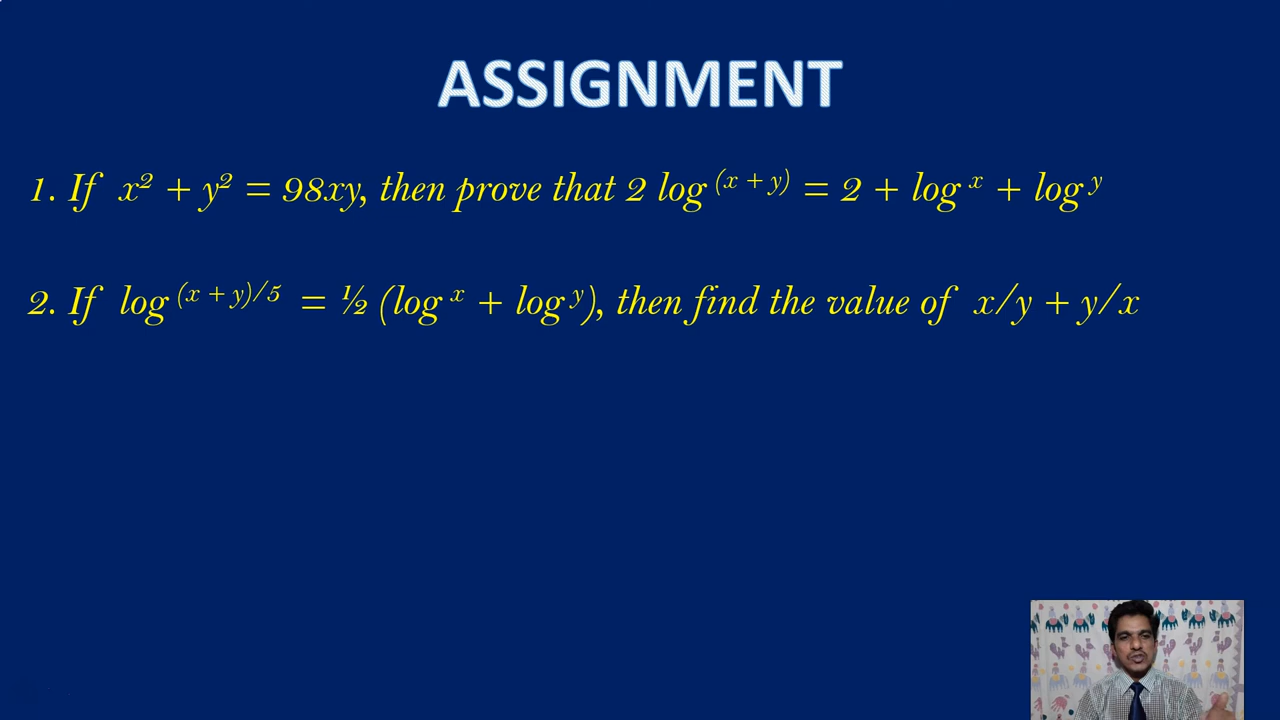 ASSIGNMENT
1. If x² + y² = 98xy, then prove that 2 log ⁽ˣ ⁺ ʸ⁾ = 2 + log ˣ + log ʸ
2. If log ⁽ˣ ⁺ ʸ⁾ᐟ⁵ = ½ (log ˣ + log ʸ), then find the value of x/y + y/x